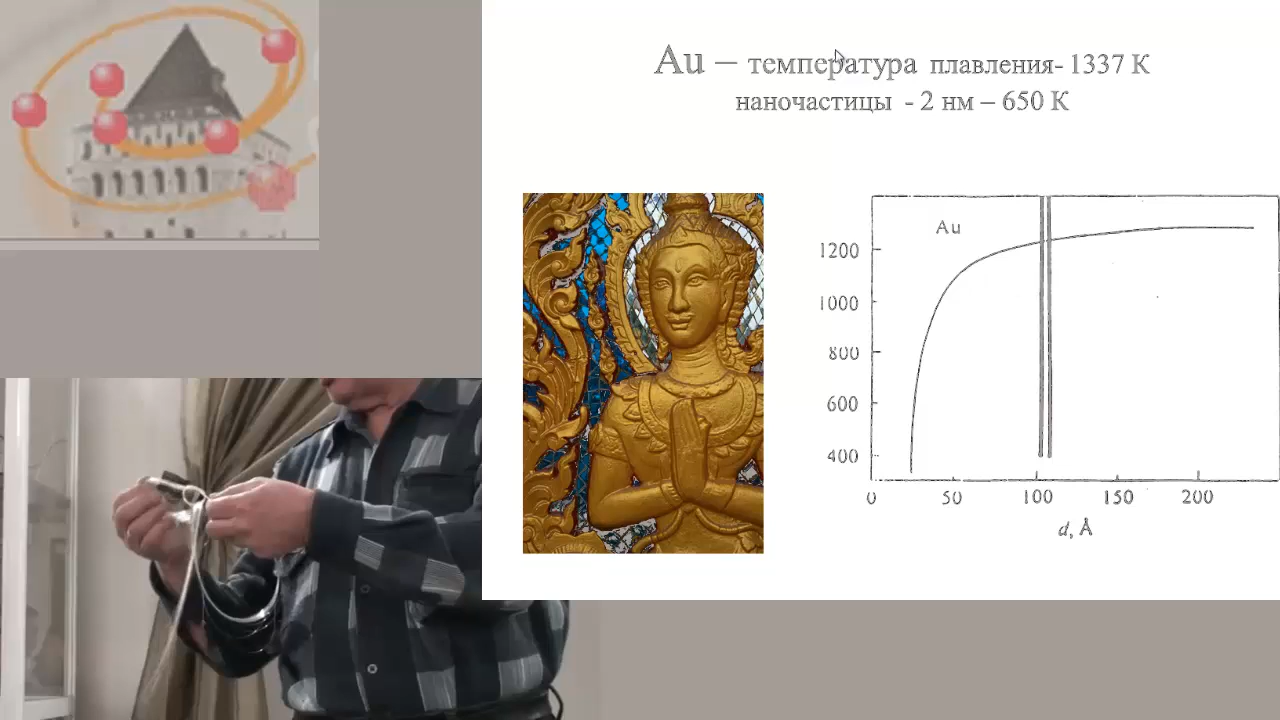 Au – температура плавления- 1337 К
наночастицы - 2 нм – 650 К
Au
1200
1000
800
600
400
0 50 100 150 200
d, Å